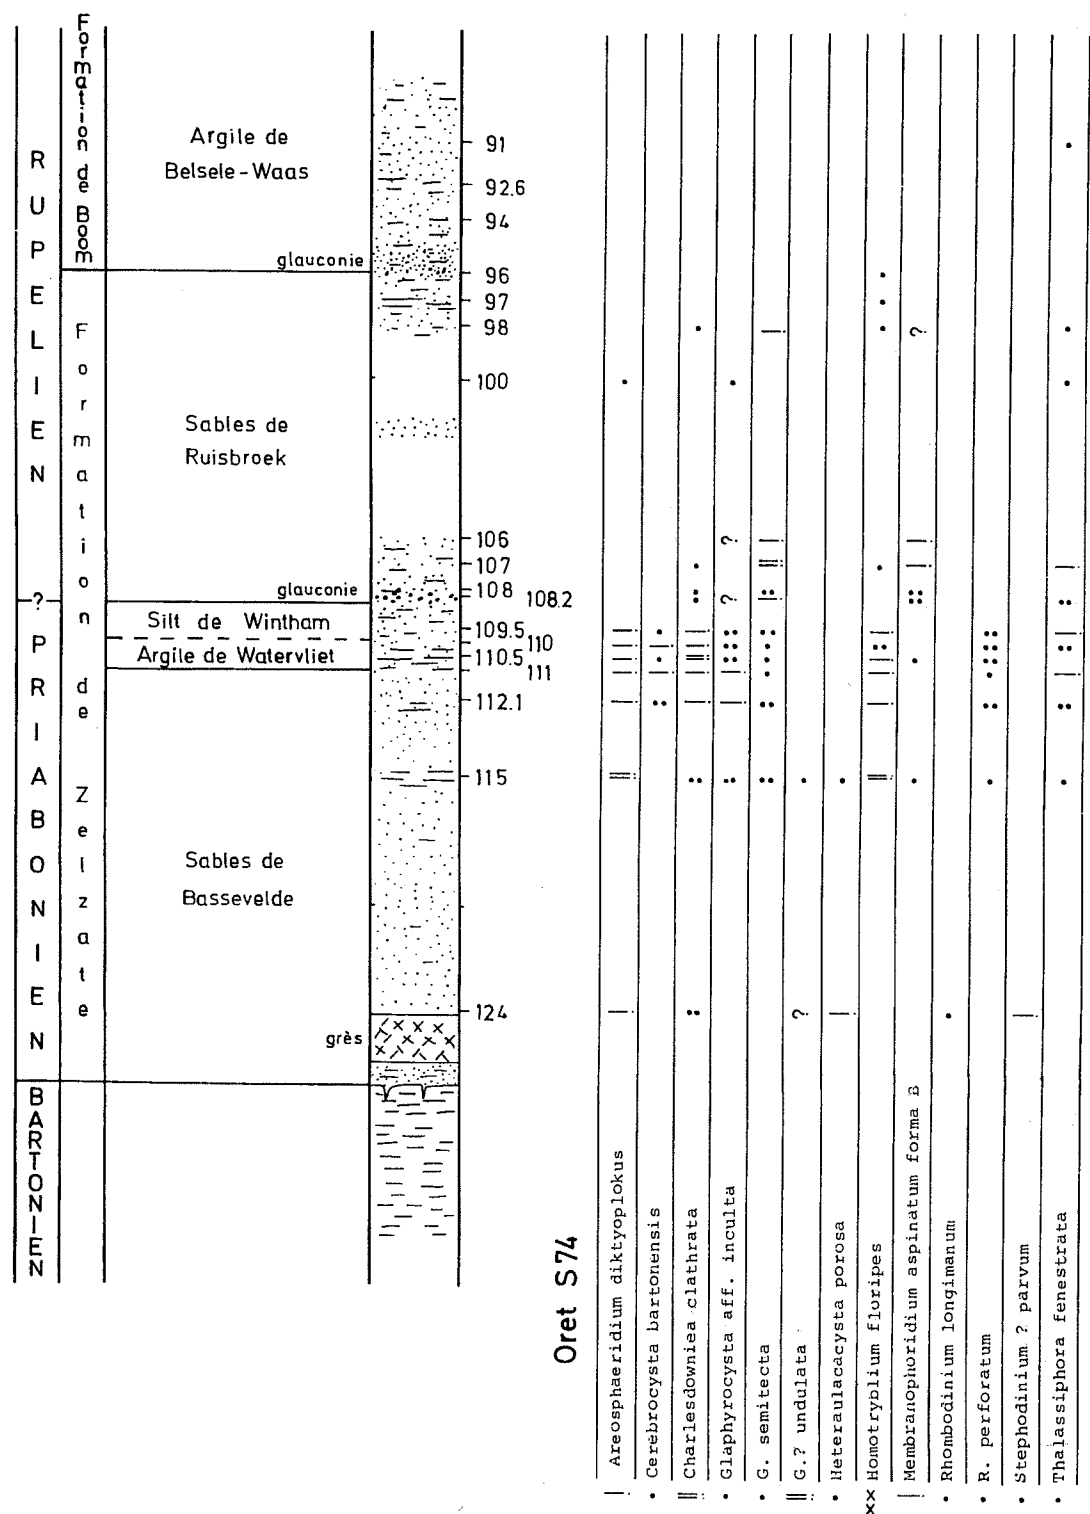 RUPELIEN
?
PRIABONIEN
BARTONIEN
Formation de Boom
Formation de Zelzate
Argile de
Belsele-Waas
glauconie
Sables de
Ruisbroek
glauconie
Silt de Wintham
Argile de Watervliet
Sables de
Bassevelde
grès
91
92.6
94
96
97
98
100
106
107
108
108.2
109.5
110
110.5
111
112.1
115
124
?
?
?
?
Oret S74
Areosphaeridium diktyoplokus
Cerebrocysta bartonensis
Charlesdowniea clathrata
Glaphyrocysta aff. inculta
G. semitecta
G.? undulata
Heteraulacacysta porosa
Homotryblium floripes
Membranophoridium aspinatum forma B
Rhombodinium longimanum
R. perforatum
Stephodinium ? parvum
Thalassiphora fenestrata
xx